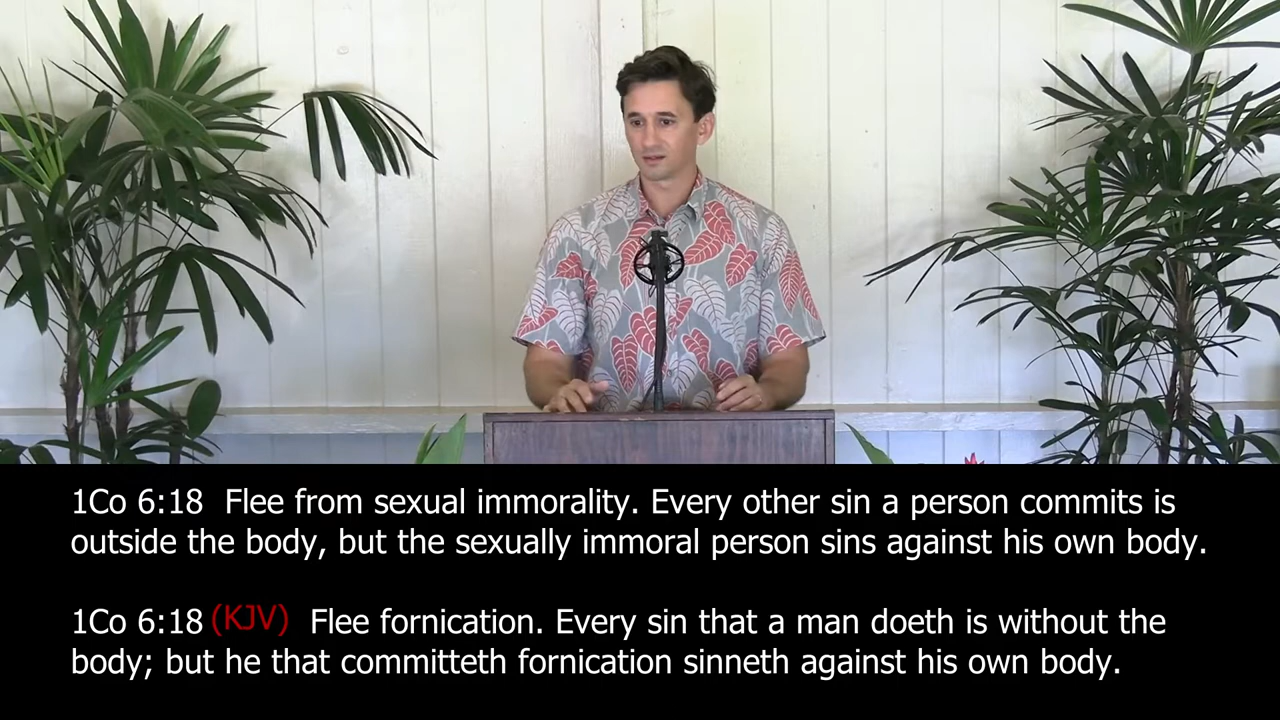 1Co 6:18  Flee from sexual immorality. Every other sin a person commits is
outside the body, but the sexually immoral person sins against his own body.
1Co 6:18 (KJV)  Flee fornication. Every sin that a man doeth is without the
body; but he that committeth fornication sinneth against his own body.